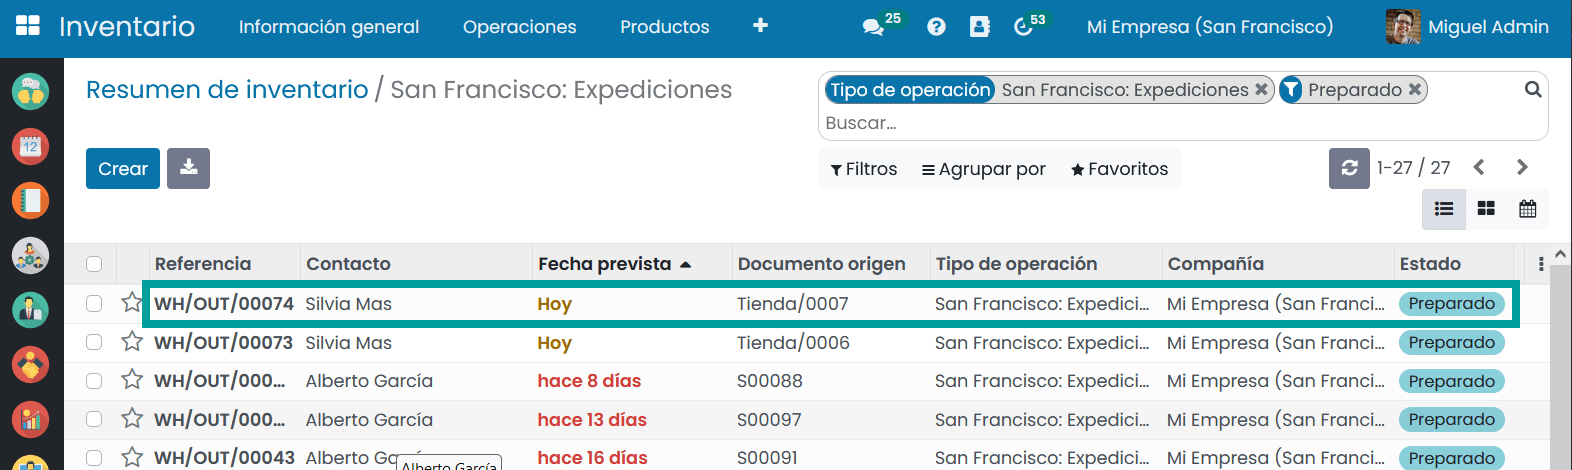 Inventario Información general Operaciones Productos + 25 ? 53 Mi Empresa (San Francisco) Miguel Admin
Resumen de inventario / San Francisco: Expediciones
Tipo de operación San Francisco: Expediciones Preparado
Buscar...
Crear
Filtros Agrupar por Favoritos 1-27 / 27
12
Referencia Contacto Fecha prevista Documento origen Tipo de operación Compañía Estado
WH/OUT/00074 Silvia Mas Hoy Tienda/0007 San Francisco: Expedici... Mi Empresa (San Franci... Preparado
WH/OUT/00073 Silvia Mas Hoy Tienda/0006 San Francisco: Expedici... Mi Empresa (San Franci... Preparado
WH/OUT/000... Alberto García hace 8 días S00088 San Francisco: Expedici... Mi Empresa (San Franci... Preparado
WH/OUT/000... Alberto García hace 13 días S00097 San Francisco: Expedici... Mi Empresa (San Franci... Preparado
WH/OUT/00043 Alberto García hace 16 días S00091 San Francisco: Expedici... Mi Empresa (San Franci... Preparado
Alberto García